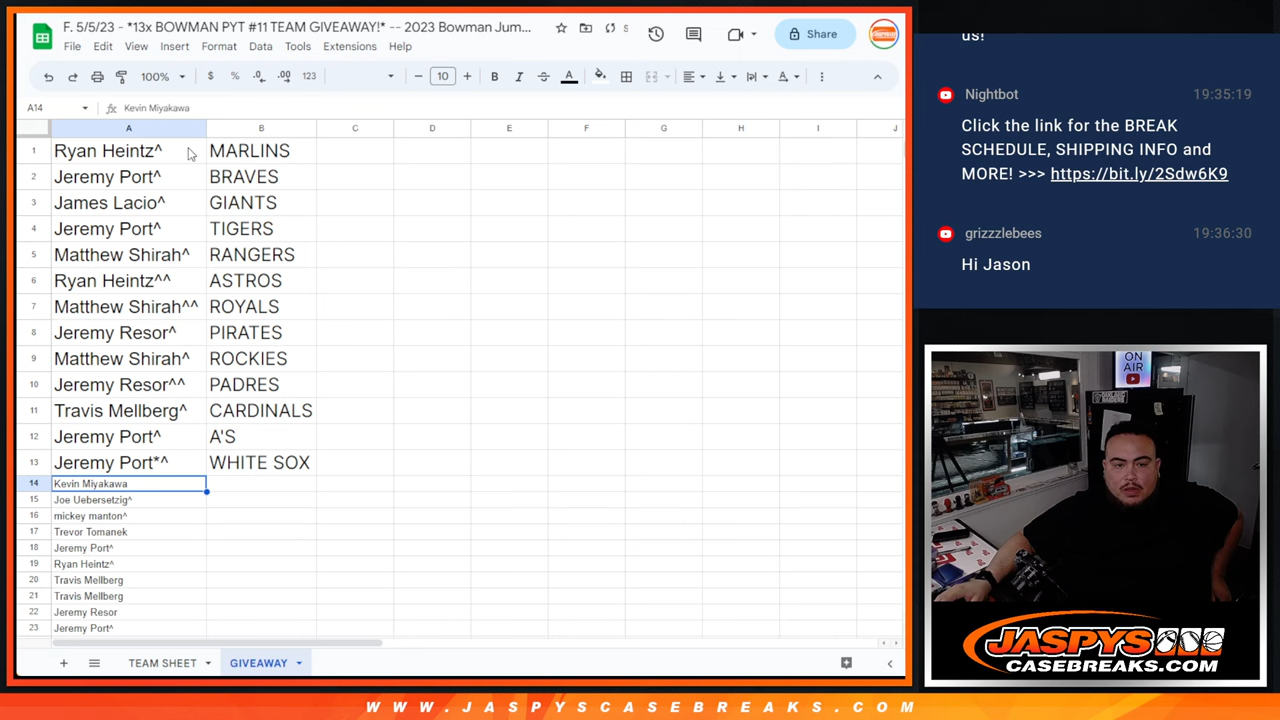 F. 5/5/23 - *13x BOWMAN PYT #11 TEAM GIVEAWAY!* -- 2023 Bowman Jum...
Share
File Edit View Insert Format Data Tools Extensions Help
100% $ % .0 .00 123 10 B I A
A14 fx Kevin Miyakawa
A B C D E F G H I J
1 Ryan Heintz^ MARLINS
2 Jeremy Port^ BRAVES
3 James Lacio^ GIANTS
4 Jeremy Port^ TIGERS
5 Matthew Shirah^ RANGERS
6 Ryan Heintz^^ ASTROS
7 Matthew Shirah^^ ROYALS
8 Jeremy Resor^ PIRATES
9 Matthew Shirah^ ROCKIES
10 Jeremy Resor^^ PADRES
11 Travis Mellberg^ CARDINALS
12 Jeremy Port^ A'S
13 Jeremy Port*^ WHITE SOX
14 Kevin Miyakawa
15 Joe Uebersetzig^
16 mickey manton^
17 Trevor Tomanek
18 Jeremy Port^
19 Ryan Heintz^
20 Travis Mellberg
21 Travis Mellberg
22 Jeremy Resor
23 Jeremy Port^
TEAM SHEET GIVEAWAY
us!
Nightbot 19:35:19
Click the link for the BREAK
SCHEDULE, SHIPPING INFO and
MORE! >>> https://bit.ly/2Sdw6K9
grizzzlebees 19:36:30
Hi Jason
ON
AIR
JASPYS
CASEBREAKS.COM
WWW.JASPYSCASEBREAKS.COM